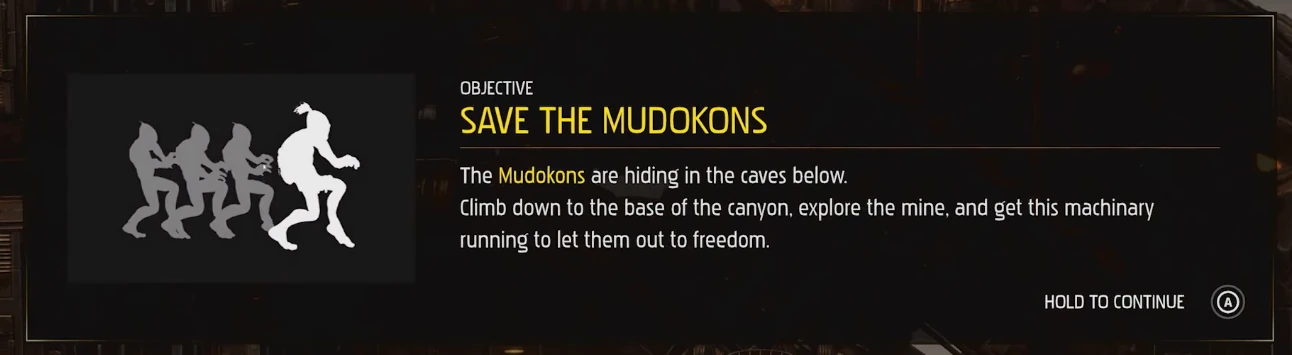 OBJECTIVE
SAVE THE MUDOKONS
The Mudokons are hiding in the caves below.
Climb down to the base of the canyon, explore the mine, and get this machinary
running to let them out to freedom.
HOLD TO CONTINUE A